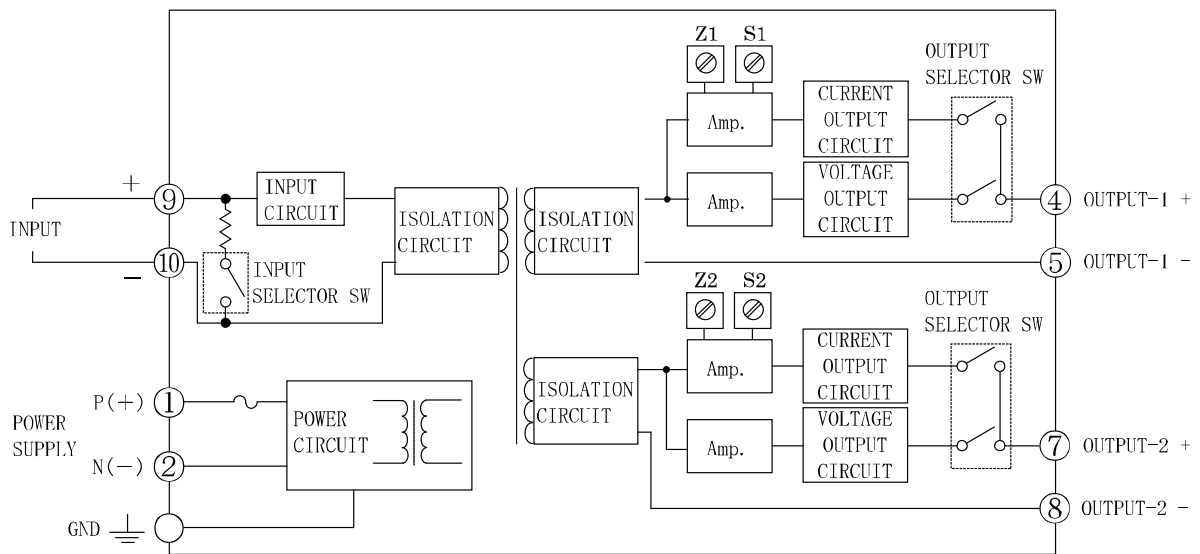 Z1 S1
OUTPUT
SELECTOR SW
Amp.
CURRENT
OUTPUT
CIRCUIT
Amp.
VOLTAGE
OUTPUT
CIRCUIT
4 OUTPUT-1 +
5 OUTPUT-1 -
INPUT
+
9
-
10
INPUT
CIRCUIT
INPUT
SELECTOR SW
ISOLATION
CIRCUIT
ISOLATION
CIRCUIT
Z2 S2
OUTPUT
SELECTOR SW
ISOLATION
CIRCUIT
Amp.
CURRENT
OUTPUT
CIRCUIT
Amp.
VOLTAGE
OUTPUT
CIRCUIT
7 OUTPUT-2 +
8 OUTPUT-2 -
POWER
SUPPLY
P(+) 1
N(-) 2
POWER
CIRCUIT
GND